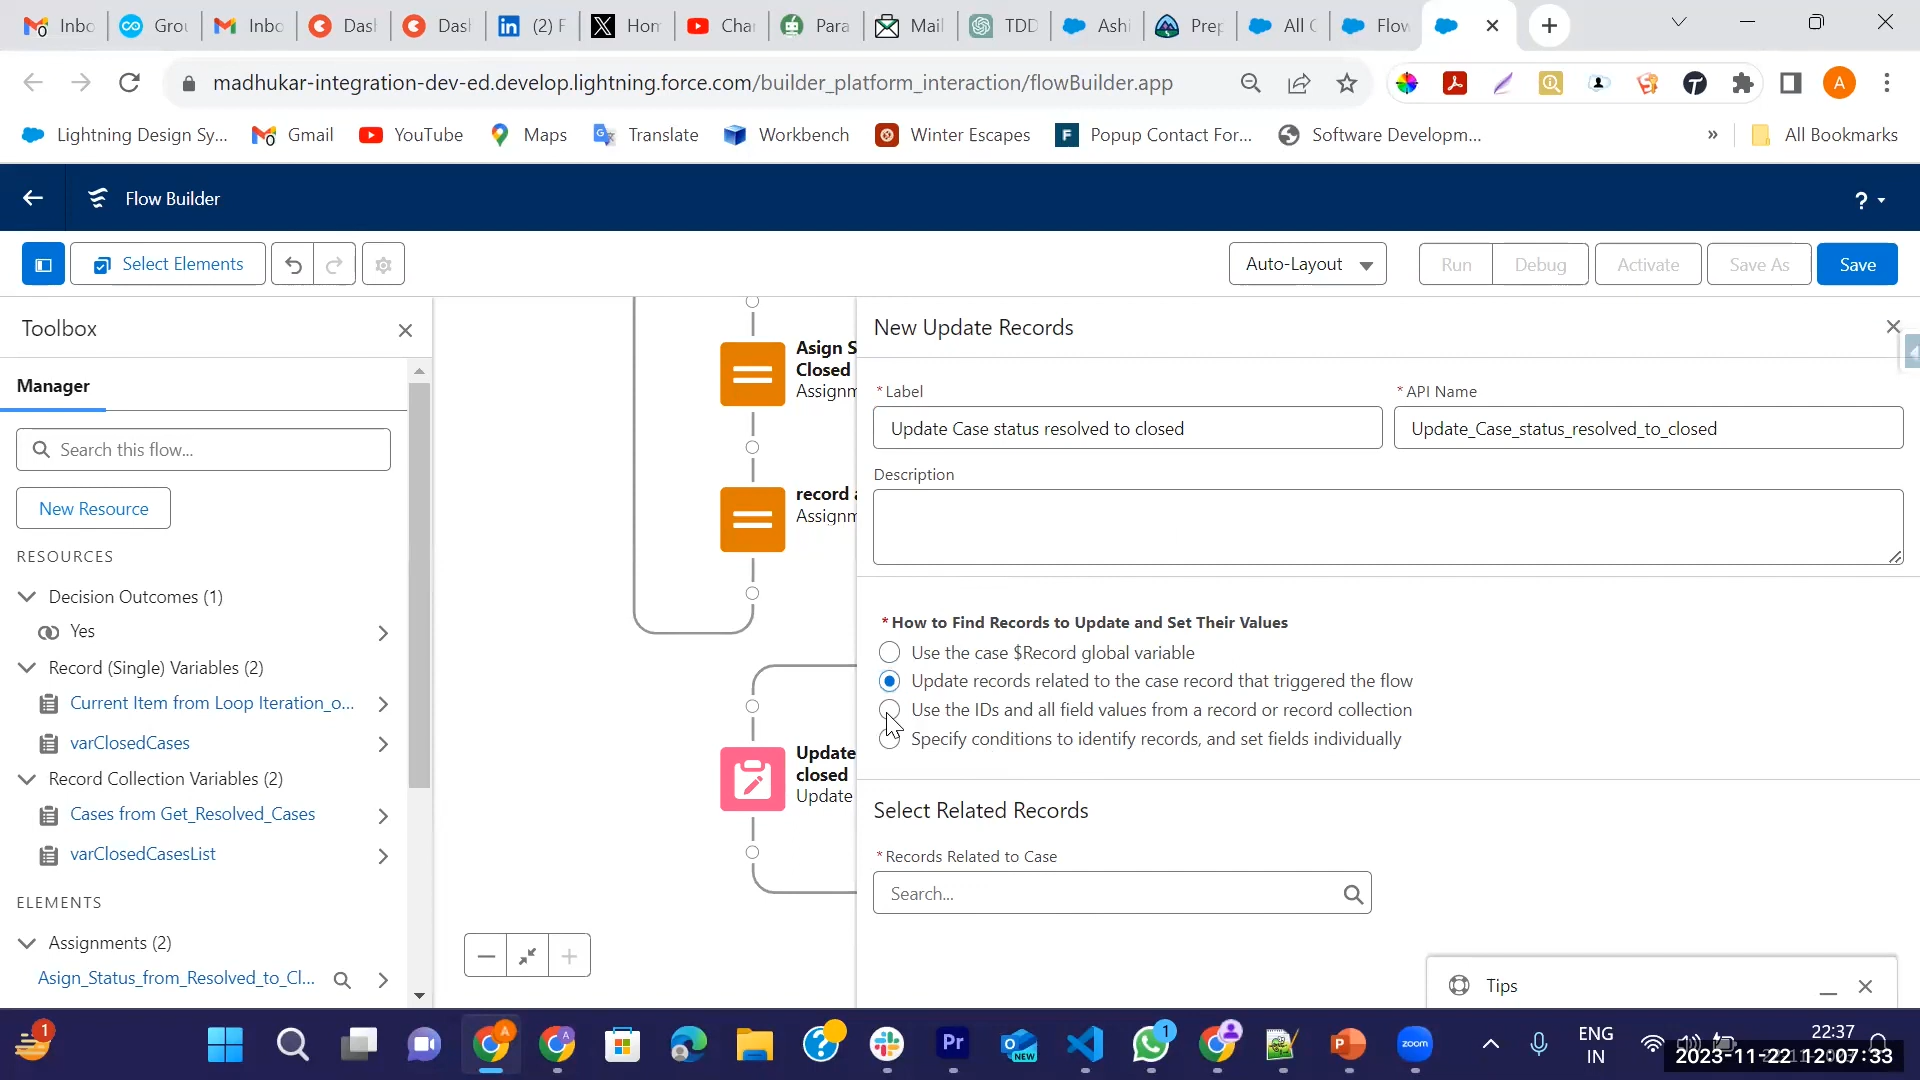 Inbo
Grou
Inbo
Dash
Dash
(2) F
Hom
Char
Para
Mail
TDD
Ashi
Prep
All C
Flow
madhukar-integration-dev-ed.develop.lightning.force.com/builder_platform_interaction/flowBuilder.app
A
Lightning Design Sy...
Gmail
YouTube
Maps
Translate
Workbench
Winter Escapes
Popup Contact For...
Software Developm...
»
All Bookmarks
Flow Builder
?
Select Elements
Auto-Layout
Run
Debug
Activate
Save As
Save
Toolbox
Manager
Search this flow...
New Resource
RESOURCES
Decision Outcomes (1)
Yes
Record (Single) Variables (2)
Current Item from Loop Iteration_o...
varClosedCases
Record Collection Variables (2)
Cases from Get_Resolved_Cases
varClosedCasesList
ELEMENTS
Assignments (2)
Asign_Status_from_Resolved_to_Cl...
Asign S
Closed
Assignm
record a
Assignm
Update
closed
Update
New Update Records
* Label
Update Case status resolved to closed
* API Name
Update_Case_status_resolved_to_closed
Description
* How to Find Records to Update and Set Their Values
Use the case $Record global variable
Update records related to the case record that triggered the flow
Use the IDs and all field values from a record or record collection
Specify conditions to identify records, and set fields individually
Select Related Records
* Records Related to Case
Search...
Tips
1
A
A
Pr
NEW
1
P
zoom
ENG
IN
22:37
2023-11-22 12:07:33